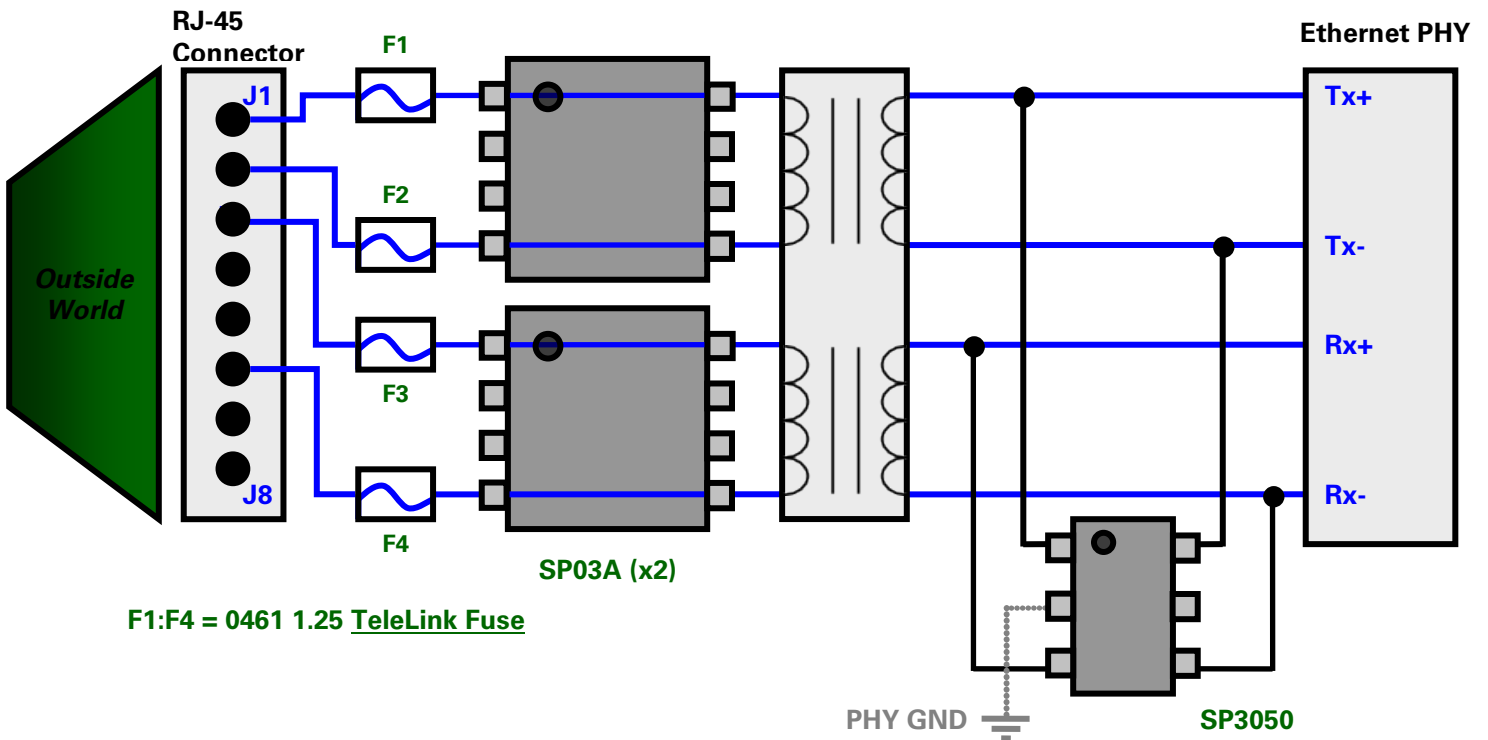 RJ-45
Connector
F1
Ethernet PHY
J1
Tx+
F2
Tx-
Outside
World
Rx+
F3
J8
Rx-
F4
SP03A (x2)
F1:F4 = 0461 1.25 TeleLink Fuse
PHY GND
SP3050